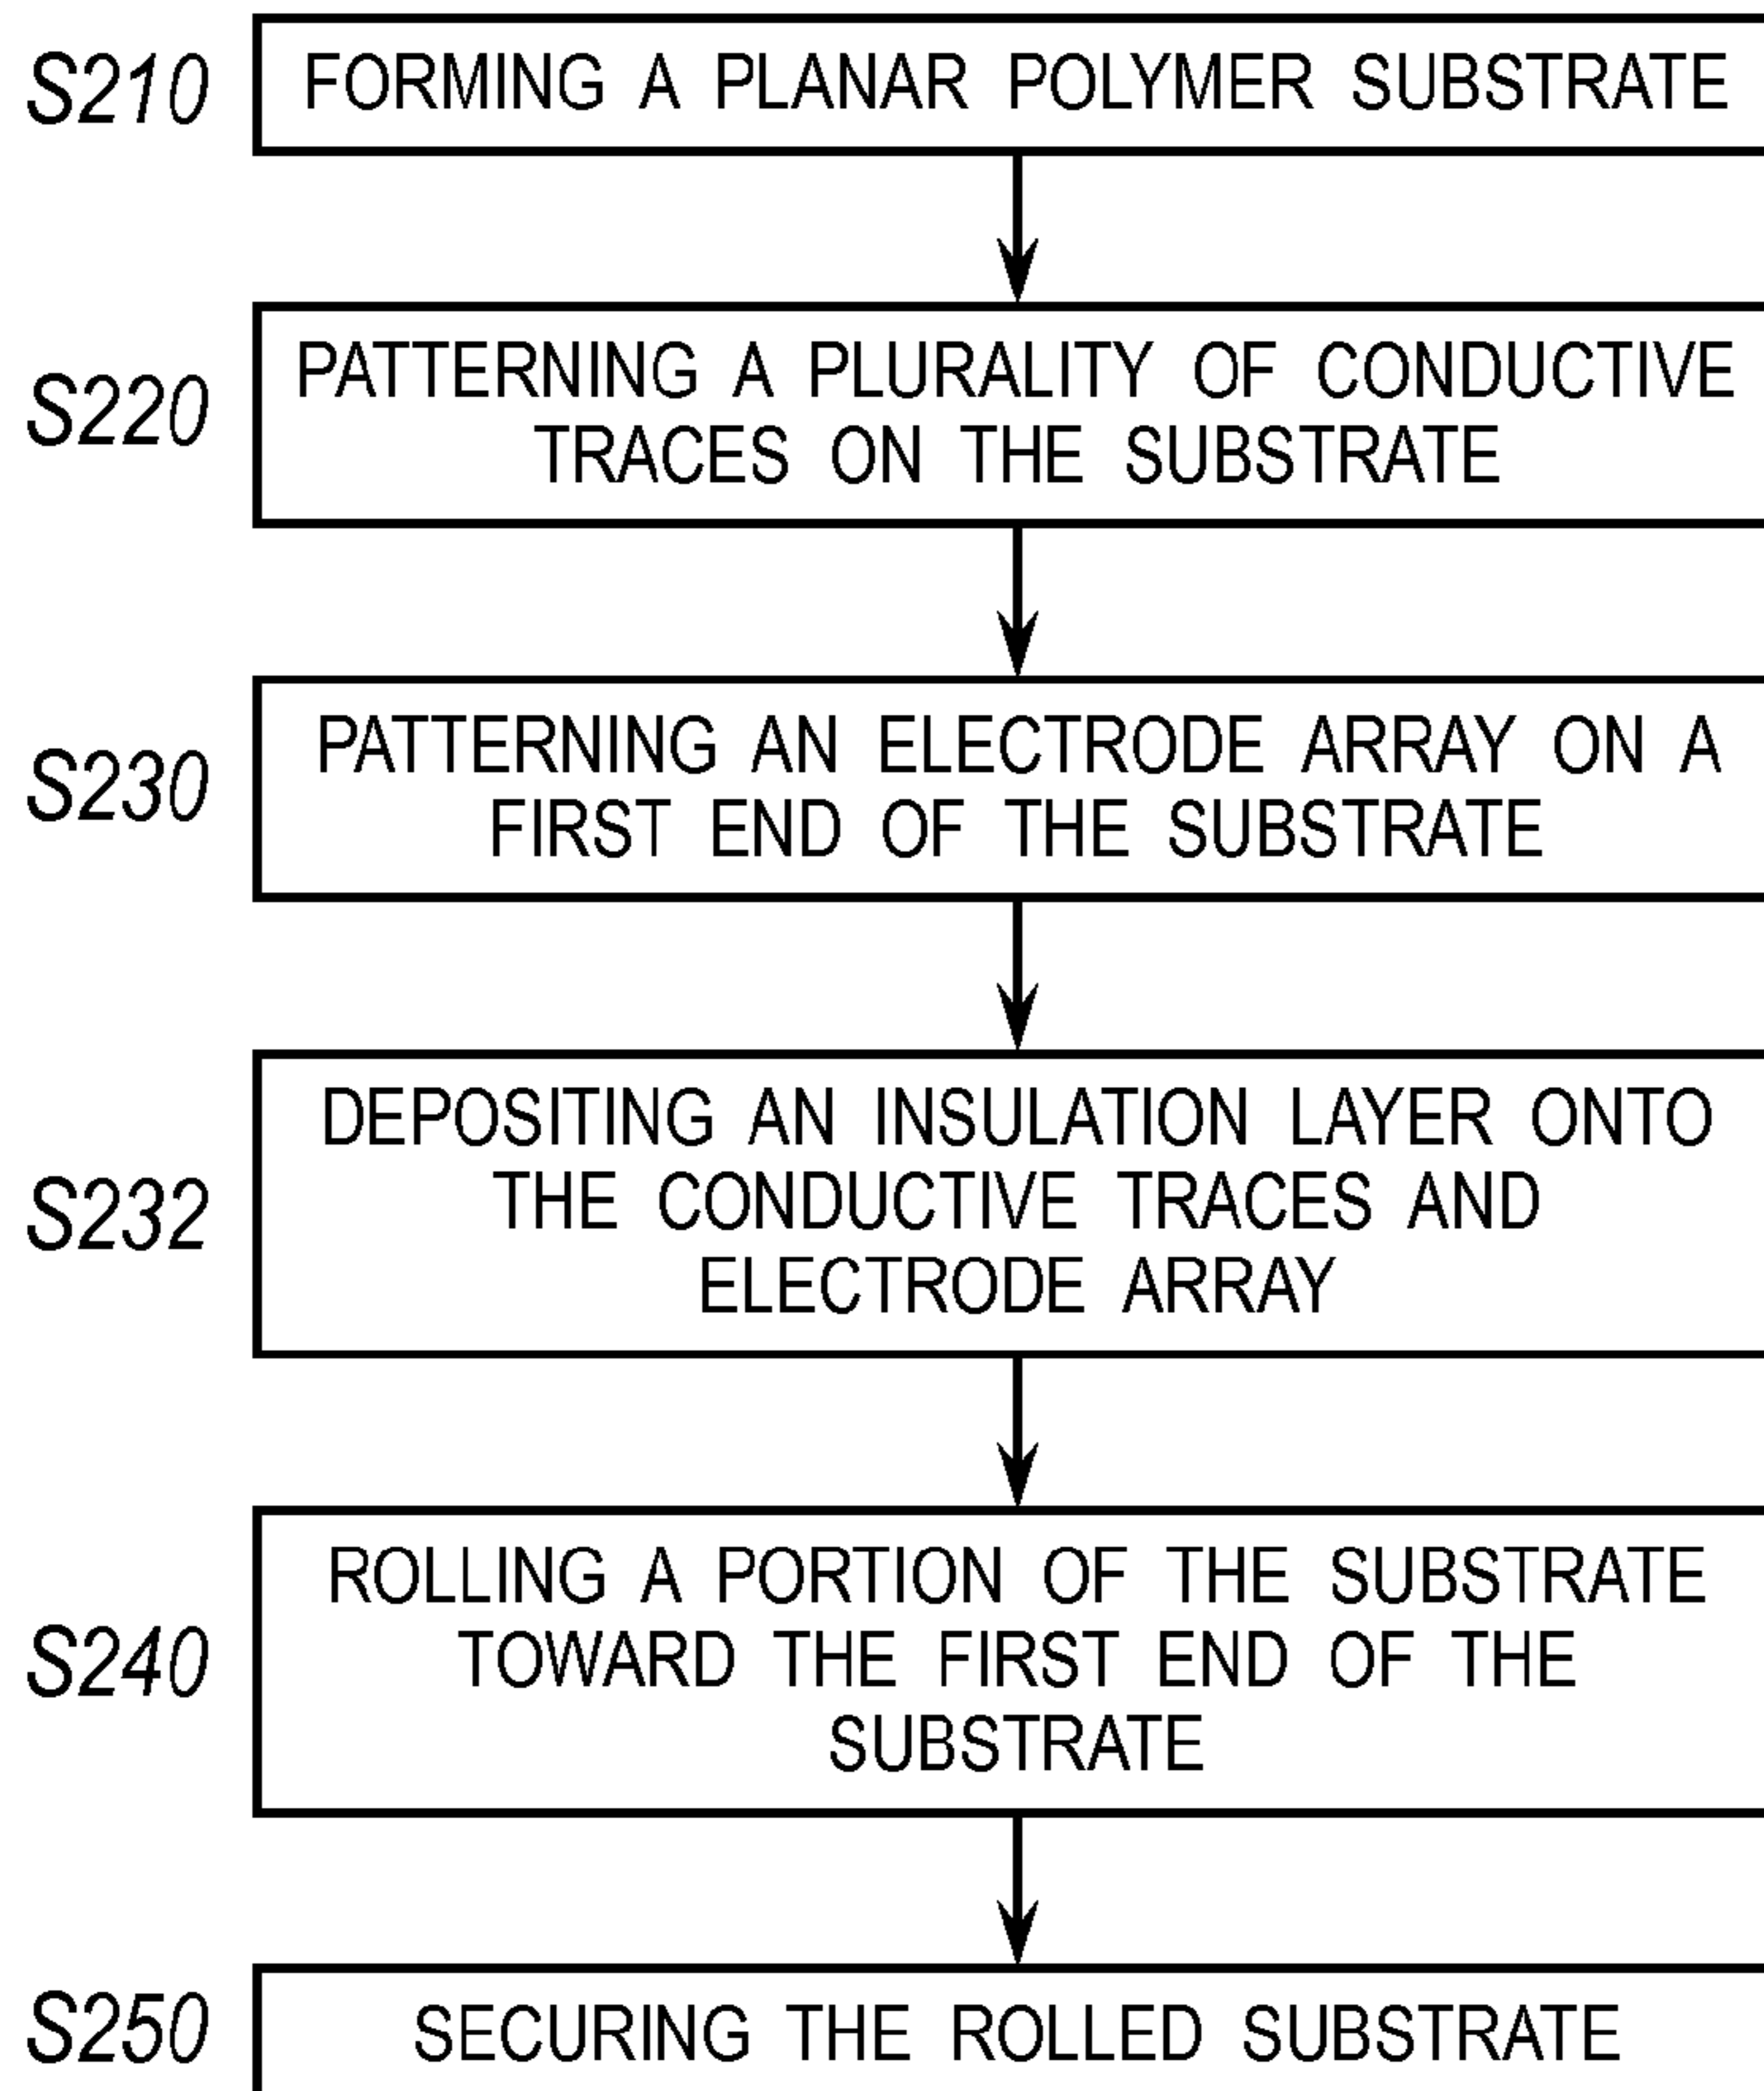 S210
FORMING A PLANAR POLYMER SUBSTRATE
S220
PATTERNING A PLURALITY OF CONDUCTIVE
TRACES ON THE SUBSTRATE
S230
PATTERNING AN ELECTRODE ARRAY ON A
FIRST END OF THE SUBSTRATE
S232
DEPOSITING AN INSULATION LAYER ONTO
THE CONDUCTIVE TRACES AND
ELECTRODE ARRAY
S240
ROLLING A PORTION OF THE SUBSTRATE
TOWARD THE FIRST END OF THE
SUBSTRATE
S250
SECURING THE ROLLED SUBSTRATE